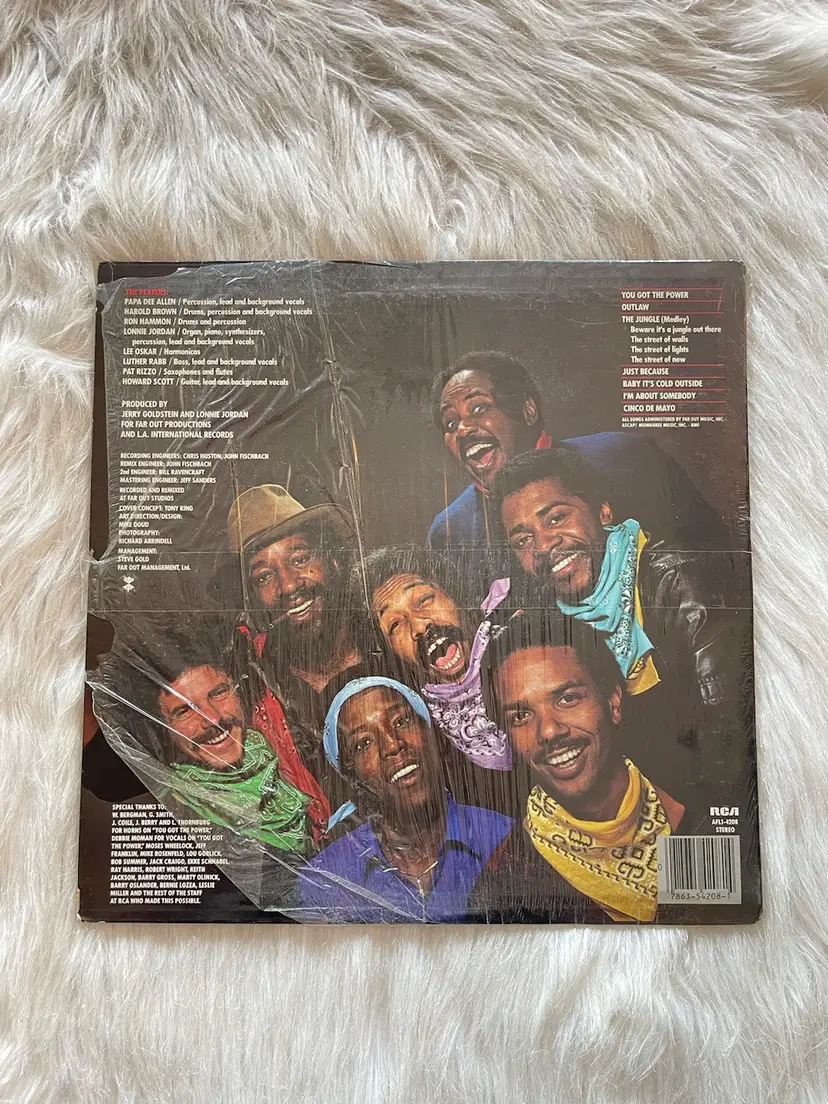 THE PLAYERS:
PAPA DEE ALLEN / Percussion, lead and background vocals
HAROLD BROWN / Drums, percussion and background vocals
RON HAMMON / Drums and percussion
LONNIE JORDAN / Organ, piano, synthesizers,
percussion, lead and background vocals
LEE OSKAR / Harmonicas
LUTHER RABB / Bass, lead and background vocals
PAT RIZZO / Saxophones and flutes
HOWARD SCOTT / Guitar, lead and background vocals
PRODUCED BY
JERRY GOLDSTEIN AND LONNIE JORDAN
FOR FAR OUT PRODUCTIONS
AND L.A. INTERNATIONAL RECORDS
RECORDING ENGINEERS: CHRIS HUSTON, JOHN FISCHBACH
REMIX ENGINEER: JOHN FISCHBACH
2nd ENGINEER: BILL RAVENCRAFT
MASTERING ENGINEER: JEFF SANDERS
RECORDED AND REMIXED
AT FAR OUT STUDIOS
COVER CONCEPT: TONY KING
ART DIRECTION/DESIGN:
MIKE DOUD
PHOTOGRAPHY:
RICHARD ARRINDELL
MANAGEMENT:
STEVE GOLD
FAR OUT MANAGEMENT, Ltd.
SPECIAL THANKS TO:
W. BERGMAN, G. SMITH,
J. COILE, J. BERRY AND L. THORNBURG
FOR HORNS ON "YOU GOT THE POWER,"
DEBBIE MOMAN FOR VOCALS ON "YOU GOT
THE POWER," MOSES WHEELOCK, JEFF
FRANKLIN, MIKE ROSENFELD, LOU GORLICK,
BOB SUMMER, JACK CRAIGO, EKKE SCHNABEL,
RAY HARRIS, ROBERT WRIGHT, KEITH
JACKSON, BARRY GROSS, MARTY OLINICK,
BARRY OSLANDER, BERNIE LOZEA, LESLIE
MILLER AND THE REST OF THE STAFF
AT RCA WHO MADE THIS POSSIBLE.
YOU GOT THE POWER
OUTLAW
THE JUNGLE (Medley)
Beware it's a jungle out there
The street of walls
The street of lights
The street of now
JUST BECAUSE
BABY IT'S COLD OUTSIDE
I'M ABOUT SOMEBODY
CINCO DE MAYO
ALL SONGS ADMINISTERED BY FAR OUT MUSIC, INC. -
ASCAP/ MILWAUKEE MUSIC, INC. - BMI
RCA
AFL1-4208
STEREO
0
7863-54208-1